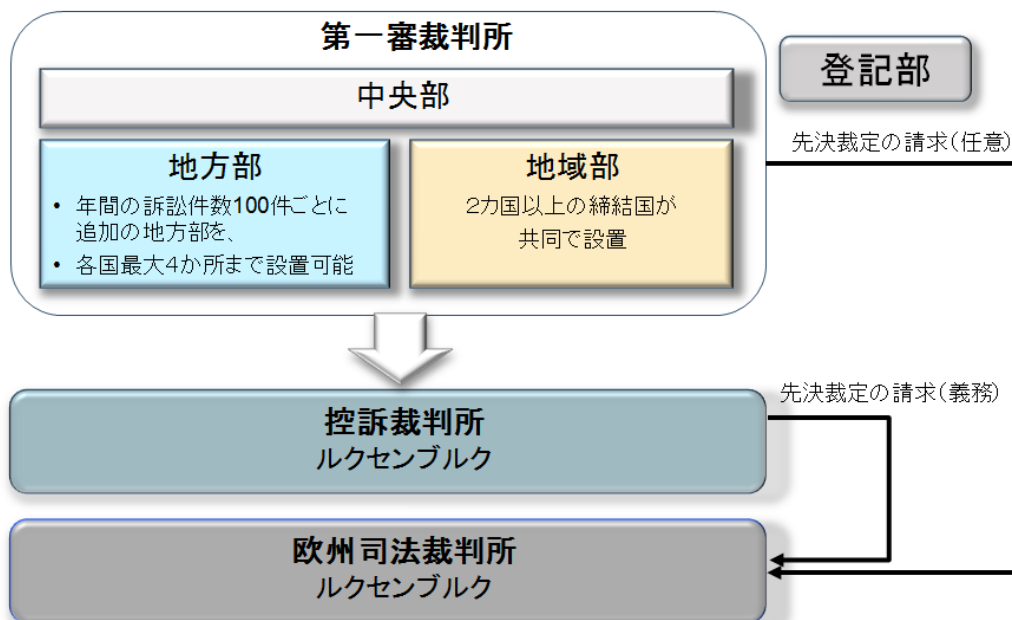 第一審裁判所
登記部
中央部
先決裁定の請求(任意)
地方部
• 年間の訴訟件数100件ごとに
追加の地方部を、
• 各国最大4か所まで設置可能
地域部
2カ国以上の締結国が
共同で設置
先決裁定の請求(義務)
控訴裁判所
ルクセンブルク
欧州司法裁判所
ルクセンブルク